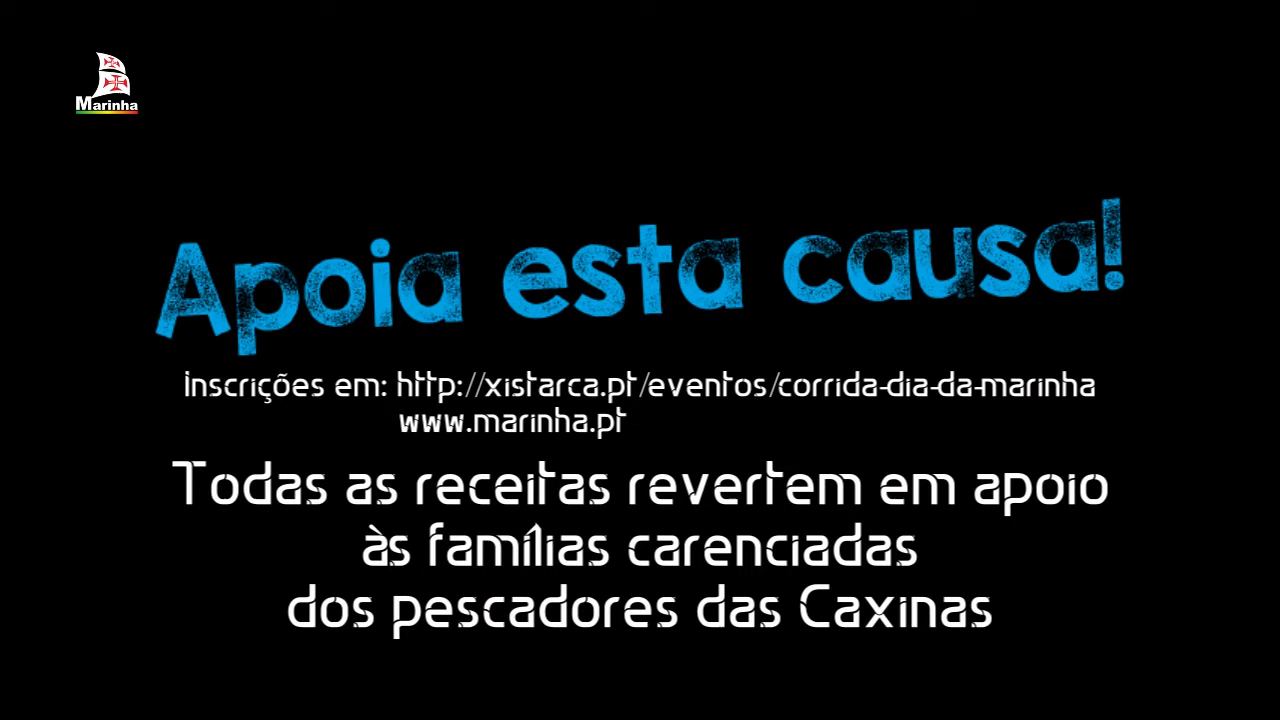 Marinha
Apoia esta causa!
Inscrições em: http://xistarca.pt/eventos/corrida-dia-da-marinha
www.marinha.pt
Todas as receitas revertem em apoio
às famílias carenciadas
dos pescadores das Caxinas